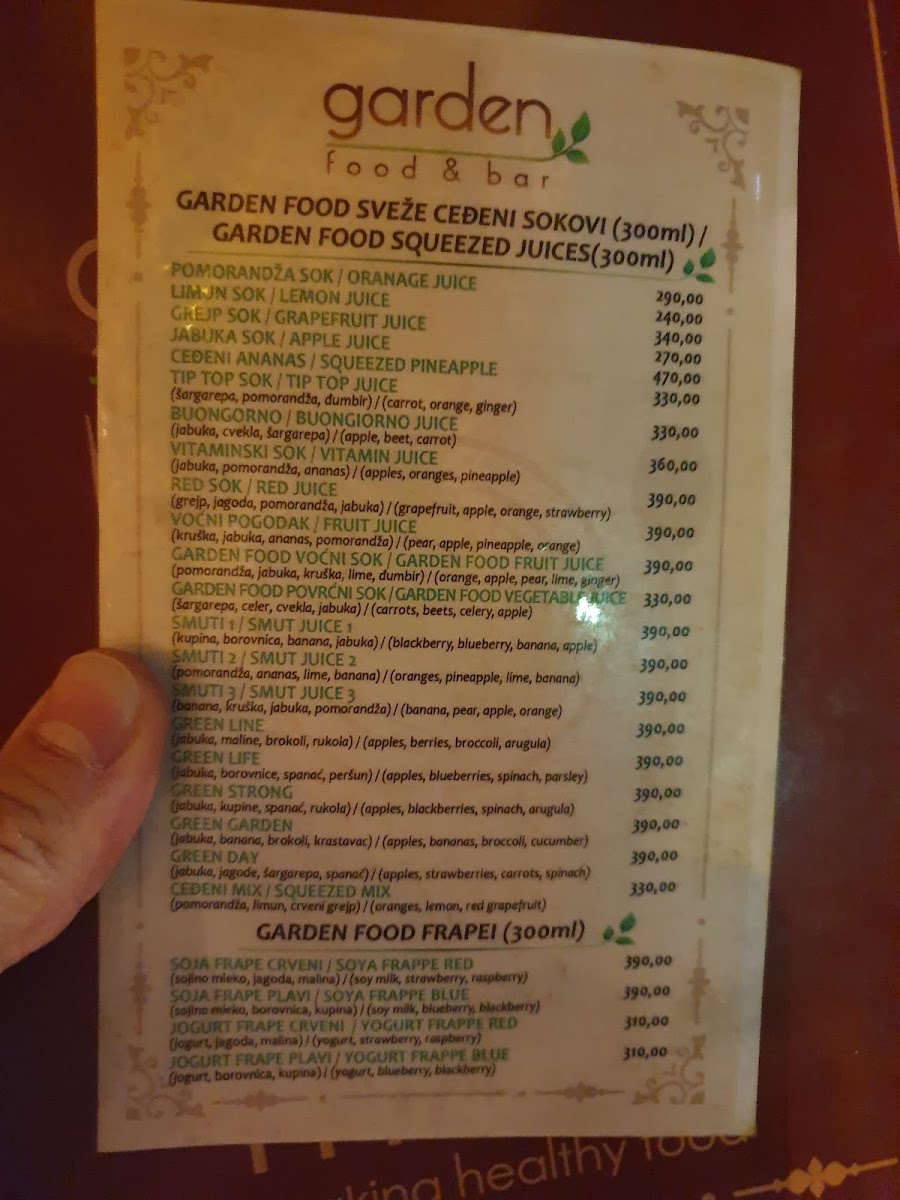 garden
food & bar
GARDEN FOOD SVEŽE CEĐENI SOKOVI (300ml) /
GARDEN FOOD SQUEEZED JUICES(300ml)
POMORANDŽA SOK / ORANAGE JUICE 290,00
LIMUN SOK / LEMON JUICE 240,00
GREJP SOK / GRAPEFRUIT JUICE 340,00
JABUKA SOK / APPLE JUICE 270,00
CEĐENI ANANAS / SQUEEZED PINEAPPLE 470,00
TIP TOP SOK / TIP TOP JUICE 330,00
(šargarepa, pomorandža, đumbir) / (carrot, orange, ginger)
BUONGORNO / BUONGIORNO JUICE 330,00
(jabuka, cvekla, šargarepa) / (apple, beet, carrot)
VITAMINSKI SOK / VITAMIN JUICE 360,00
(jabuka, pomorandža, ananas) / (apples, oranges, pineapple)
RED SOK / RED JUICE 390,00
(grejp, jagoda, pomorandža, jabuka) / (grapefruit, apple, orange, strawberry)
VOĆNI POGODAK / FRUIT JUICE 390,00
(kruška, jabuka, ananas, pomorandža) / (pear, apple, pineapple, orange)
GARDEN FOOD VOĆNI SOK / GARDEN FOOD FRUIT JUICE 390,00
(pomorandža, jabuka, kruška, lime, đumbir) / (orange, apple, pear, lime, ginger)
GARDEN FOOD POVRĆNI SOK / GARDEN FOOD VEGETABLE JUICE 330,00
(šargarepa, celer, cvekla, jabuka) / (carrots, beets, celery, apple)
SMUTI 1 / SMUT JUICE 1 390,00
(kupina, borovnica, banana, jabuka) / (blackberry, blueberry, banana, apple)
SMUTI 2 / SMUT JUICE 2 390,00
(pomorandža, ananas, lime, banana) / (oranges, pineapple, lime, banana)
SMUTI 3 / SMUT JUICE 3 390,00
(banana, kruška, jabuka, pomorandža) / (banana, pear, apple, orange)
GREEN LINE 390,00
(jabuka, maline, brokoli, rukola) / (apples, berries, broccoli, arugula)
GREEN LIFE 390,00
(jabuka, borovnice, spanać, peršun) / (apples, blueberries, spinach, parsley)
GREEN STRONG 390,00
(jabuka, kupine, spanać, rukola) / (apples, blackberries, spinach, arugula)
GREEN GARDEN 390,00
(jabuka, banana, brokoli, krastavac) / (apples, bananas, broccoli, cucumber)
GREEN DAY 390,00
(jabuka, jagode, šargarepa, spanać) / (apples, strawberries, carrots, spinach)
CEĐENI MIX / SQUEEZED MIX 330,00
(pomorandža, limun, crveni grejp) / (oranges, lemon, red grapefruit)
GARDEN FOOD FRAPEI (300ml)
SOJA FRAPE CRVENI / SOYA FRAPPE RED 390,00
(sojino mleko, jagoda, malina) / (soy milk, strawberry, raspberry)
SOJA FRAPE PLAVI / SOYA FRAPPE BLUE 390,00
(sojino mleko, borovnica, kupina) / (soy milk, blueberry, blackberry)
JOGURT FRAPE CRVENI / YOGURT FRAPPE RED 310,00
(jogurt, jagoda, malina) / (yogurt, strawberry, raspberry)
JOGURT FRAPE PLAVI / YOGURT FRAPPE BLUE 310,00
(jogurt, borovnica, kupina) / (yogurt, blueberry, blackberry)
healthy food